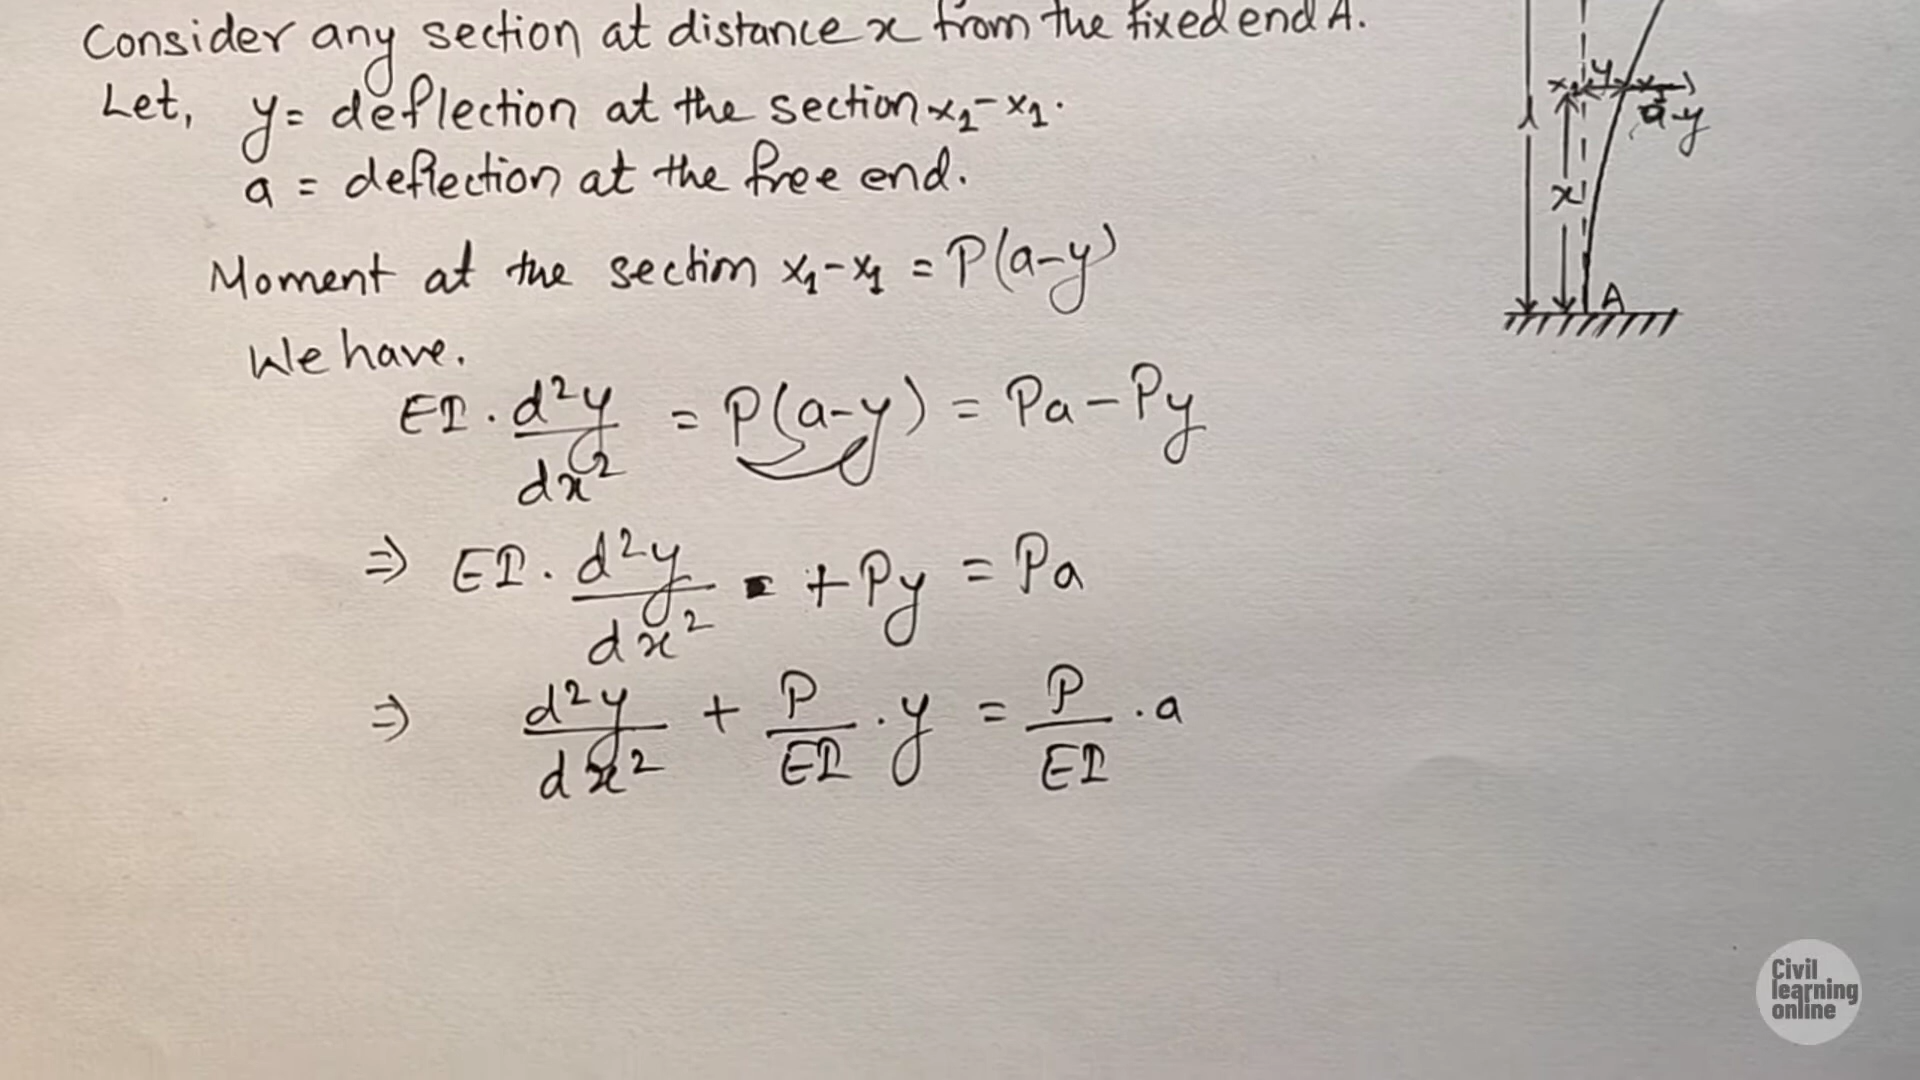 Consider any section at distance x from the fixed end A.
Let, y = deflection at the section x₁-x₁.
a = deflection at the free end.
Moment at the section x₁-x₁ = P(a-y)
We have.
EI . d²y/dx² = P(a-y) = Pa - Py
⇒ EI . d²y/dx² + Py = Pa
⇒ d²y/dx² + P/EI . y = P/EI . a
y
a-y
l
x
A
Civil
learning
online